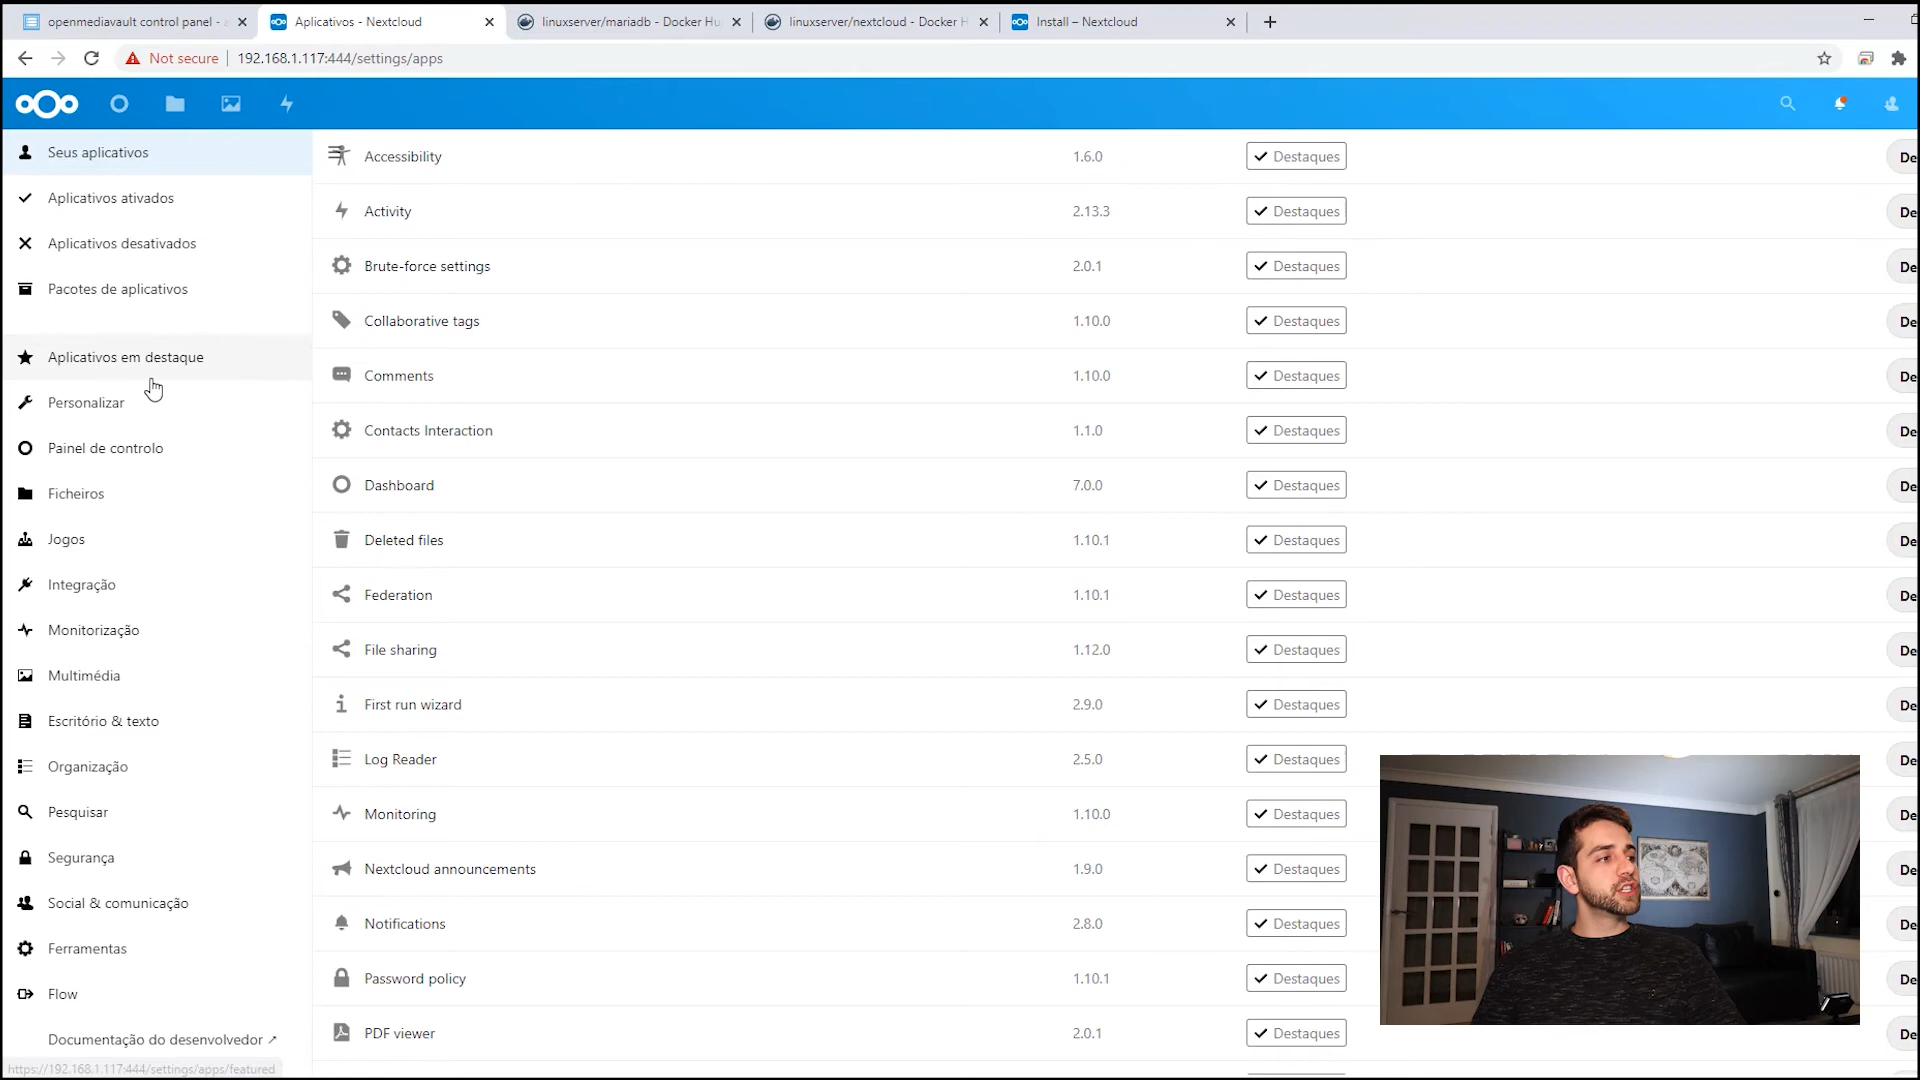 openmediavault control panel - a
Aplicativos - Nextcloud
linuxserver/mariadb - Docker Hu
linuxserver/nextcloud - Docker H
Install – Nextcloud
Not secure
192.168.1.117:444/settings/apps
Seus aplicativos
Aplicativos ativados
Aplicativos desativados
Pacotes de aplicativos
Aplicativos em destaque
Personalizar
Painel de controlo
Ficheiros
Jogos
Integração
Monitorização
Multimédia
Escritório & texto
Organização
Pesquisar
Segurança
Social & comunicação
Ferramentas
Flow
Documentação do desenvolvedor ↗
https://192.168.1.117:444/settings/apps/featured
Accessibility 1.6.0 Destaques De
Activity 2.13.3 Destaques De
Brute-force settings 2.0.1 Destaques De
Collaborative tags 1.10.0 Destaques De
Comments 1.10.0 Destaques De
Contacts Interaction 1.1.0 Destaques De
Dashboard 7.0.0 Destaques De
Deleted files 1.10.1 Destaques De
Federation 1.10.1 Destaques De
File sharing 1.12.0 Destaques De
First run wizard 2.9.0 Destaques De
Log Reader 2.5.0 Destaques De
Monitoring 1.10.0 Destaques De
Nextcloud announcements 1.9.0 Destaques De
Notifications 2.8.0 Destaques De
Password policy 1.10.1 Destaques De
PDF viewer 2.0.1 Destaques De